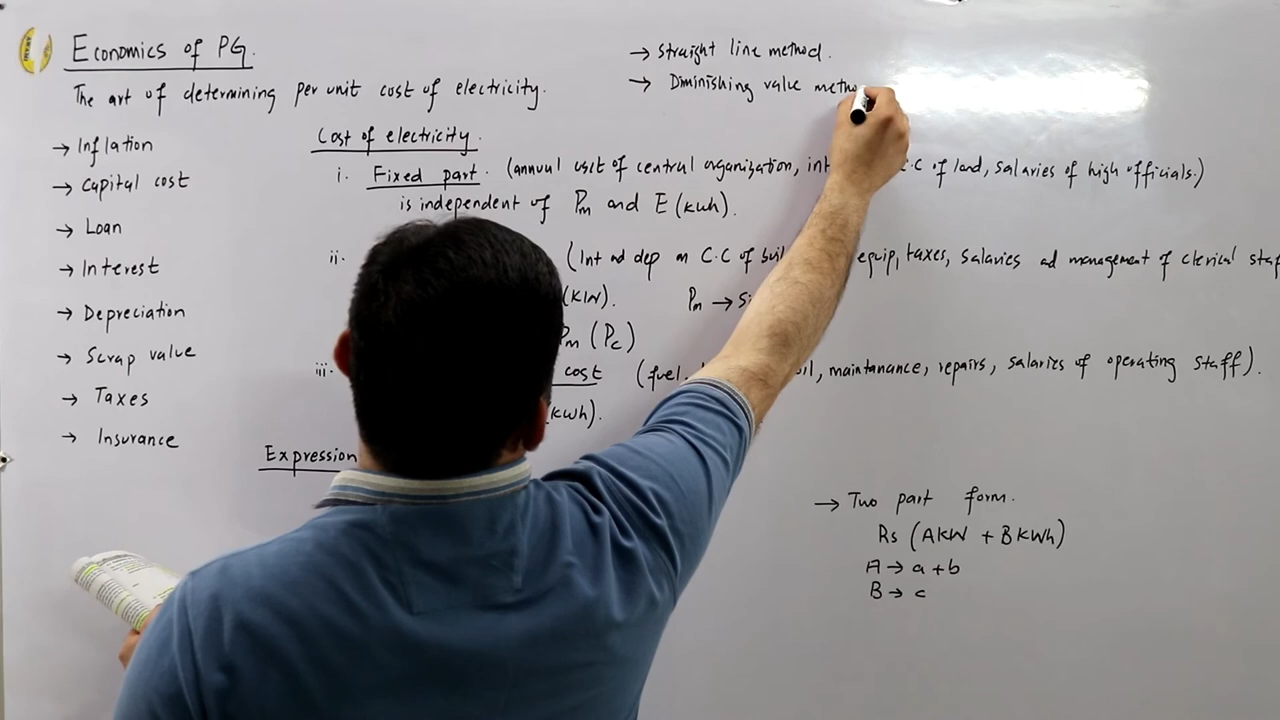 Economics of PG.
The art of determining per unit cost of electricity.
→ Inflation
→ Capital cost
→ Loan
→ Interest
→ Depreciation
→ Scrap value
→ Taxes
→ Insurance
→ straight line method.
→ Diminishing value metho
Cost of electricity.
i. Fixed part. (annual cost of central organization, int C.C of land, salaries of high officials.)
is independent of Pm and E (kWh).
ii. (Int nd dep on C.C of buil equip, taxes, salaries ad management of clerical staf
(KW). Pm →
Pm (Pc)
iii. cost (fuel, oil, maintanance, repairs, salaries of operating staff).
(kWh).
Expression
→ Two part form.
Rs (AKW + BKWh)
A → a + b
B → c